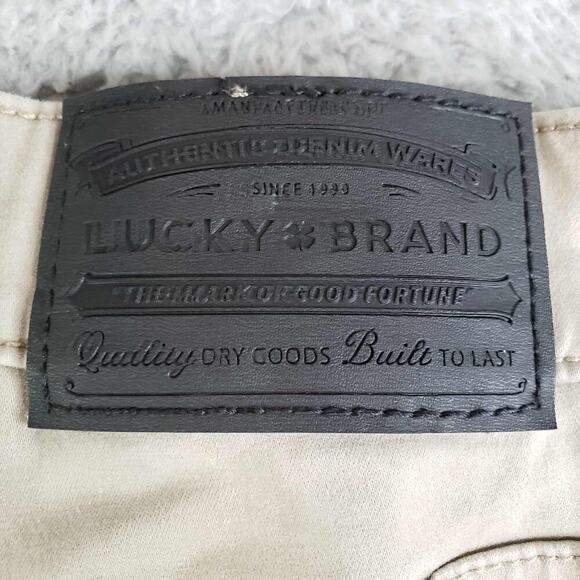 AUTHENTIC DENIM WARES
SINCE 1990
LUCKY BRAND
"THE MARK OF GOOD FORTUNE"
Quality DRY GOODS Built TO LAST